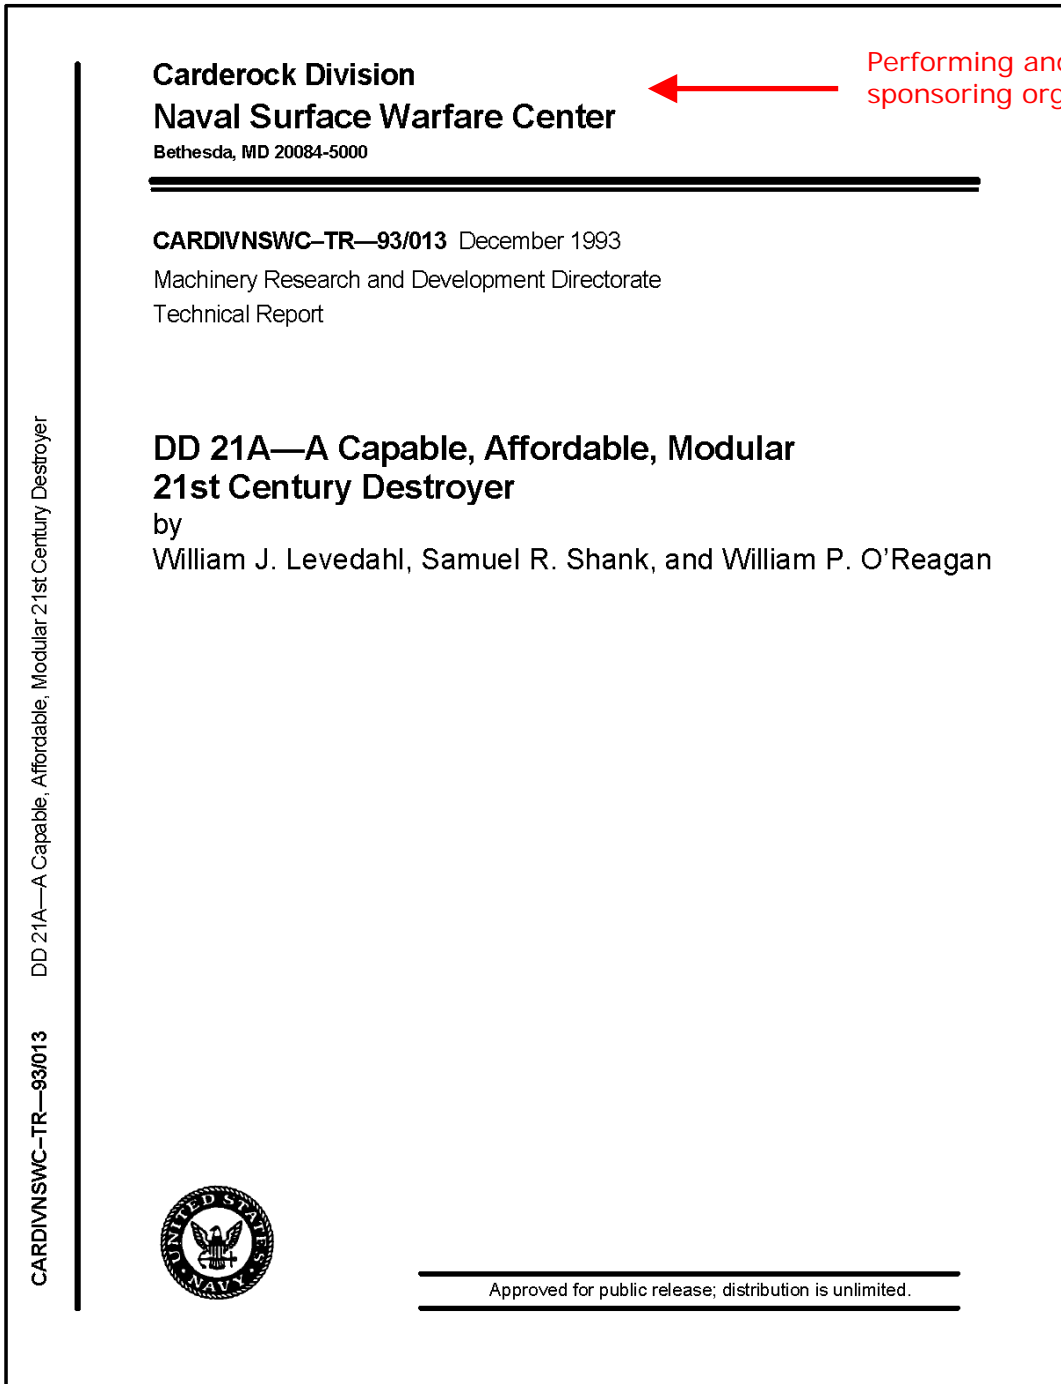 Carderock Division
Naval Surface Warfare Center
Bethesda, MD 20084-5000
Performing and
sponsoring org
CARDIVNSWC–TR—93/013 December 1993
Machinery Research and Development Directorate
Technical Report
DD 21A—A Capable, Affordable, Modular
21st Century Destroyer
by
William J. Levedahl, Samuel R. Shank, and William P. O’Reagan
CARDIVNSWC–TR—93/013 DD 21A—A Capable, Affordable, Modular 21st Century Destroyer
UNITED STATES
NAVY
Approved for public release; distribution is unlimited.